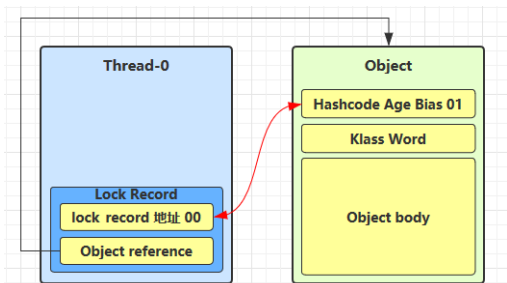 Thread-0
Lock Record
lock record 地址 00
Object reference
Object
Hashcode Age Bias 01
Klass Word
Object body